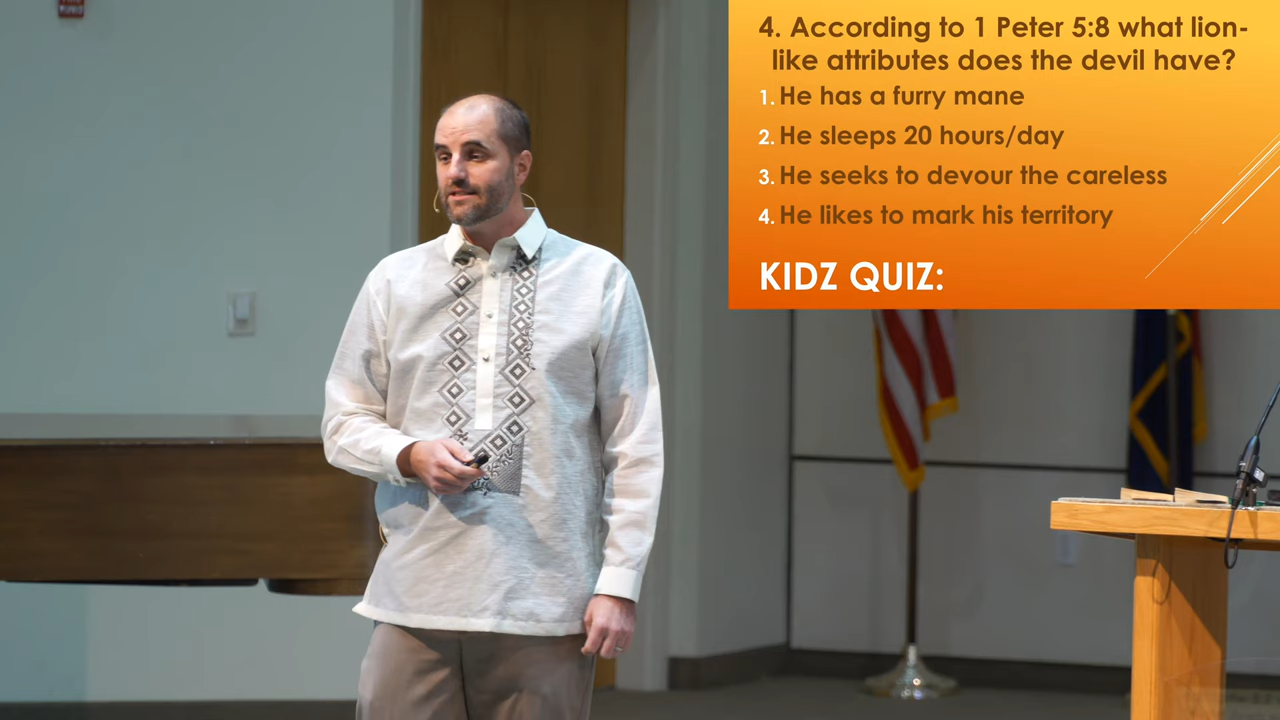 4. According to 1 Peter 5:8 what lion-
like attributes does the devil have?
1. He has a furry mane
2. He sleeps 20 hours/day
3. He seeks to devour the careless
4. He likes to mark his territory
KIDZ QUIZ: